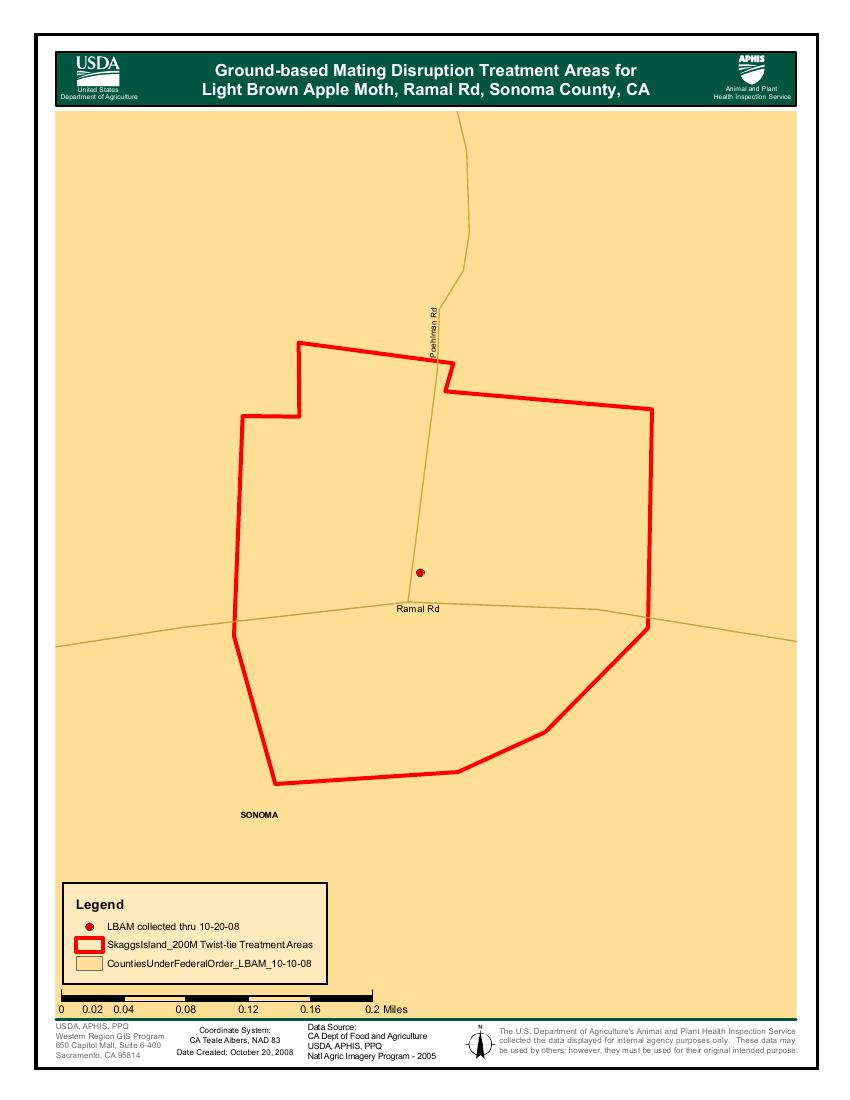 USDA
United States
Department of Agriculture
Ground-based Mating Disruption Treatment Areas for
Light Brown Apple Moth, Ramal Rd, Sonoma County, CA
APHIS
Animal and Plant
Health Inspection Service
Poehlman Rd
Ramal Rd
SONOMA
Legend
LBAM collected thru 10-20-08
SkaggsIsland_200M Twist-tie Treatment Areas
CountiesUnderFederalOrder_LBAM_10-10-08
0 0.02 0.04 0.08 0.12 0.16 0.2 Miles
USDA, APHIS, PPQ
Western Region GIS Program
650 Capitol Mall, Suite 6-400
Sacramento, CA 95814
Coordinate System:
CA Teale Albers, NAD 83
Date Created: October 20, 2008
Data Source:
CA Dept of Food and Agriculture
USDA, APHIS, PPQ
Natl Agric Imagery Program - 2005
N
The U.S. Department of Agriculture's Animal and Plant Health Inspection Service
collected the data displayed for internal agency purposes only. These data may
be used by others; however, they must be used for their original intended purpose.